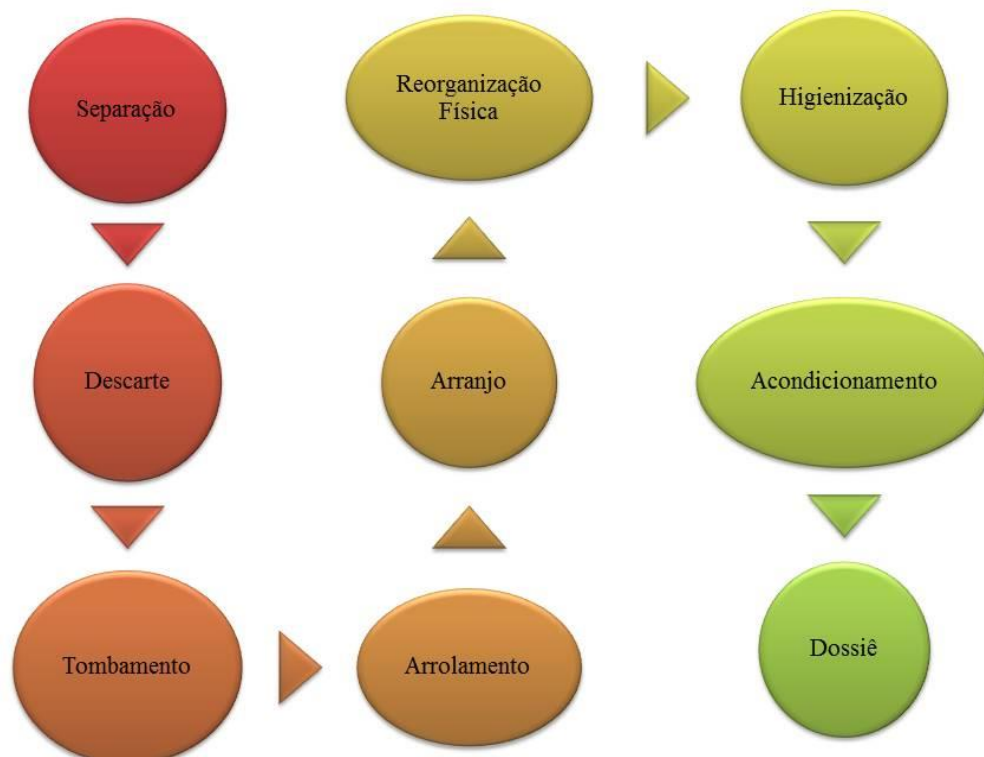 Separação
Descarte
Tombamento
Arrolamento
Arranjo
Reorganização
Física
Higienização
Acondicionamento
Dossiê